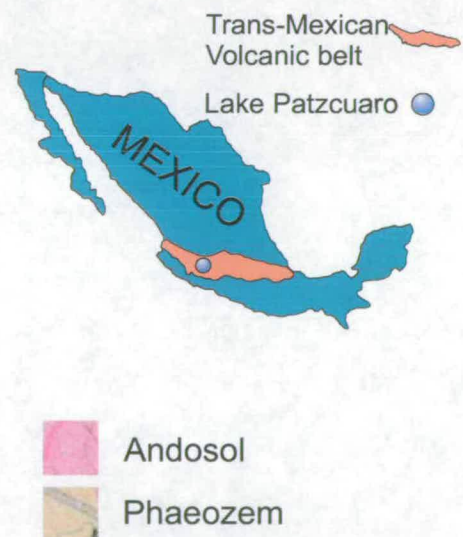 Trans-Mexican
Volcanic belt
Lake Patzcuaro
MEXICO
Andosol
Phaeozem